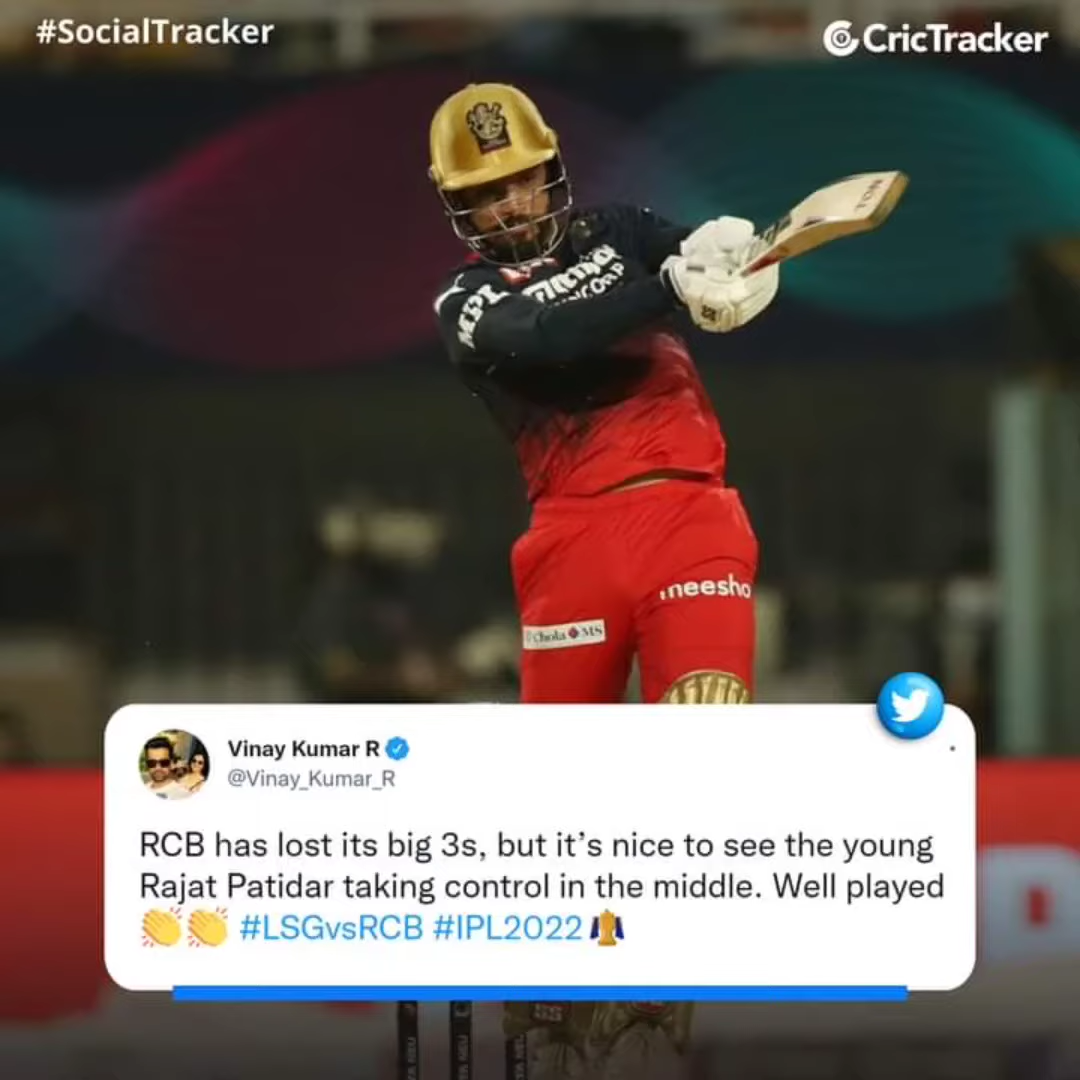 #SocialTracker
CricTracker
MPL
meesho
Chola MS
Vinay Kumar R
@Vinay_Kumar_R
RCB has lost its big 3s, but it’s nice to see the young
Rajat Patidar taking control in the middle. Well played
👏👏 #LSGvsRCB #IPL2022